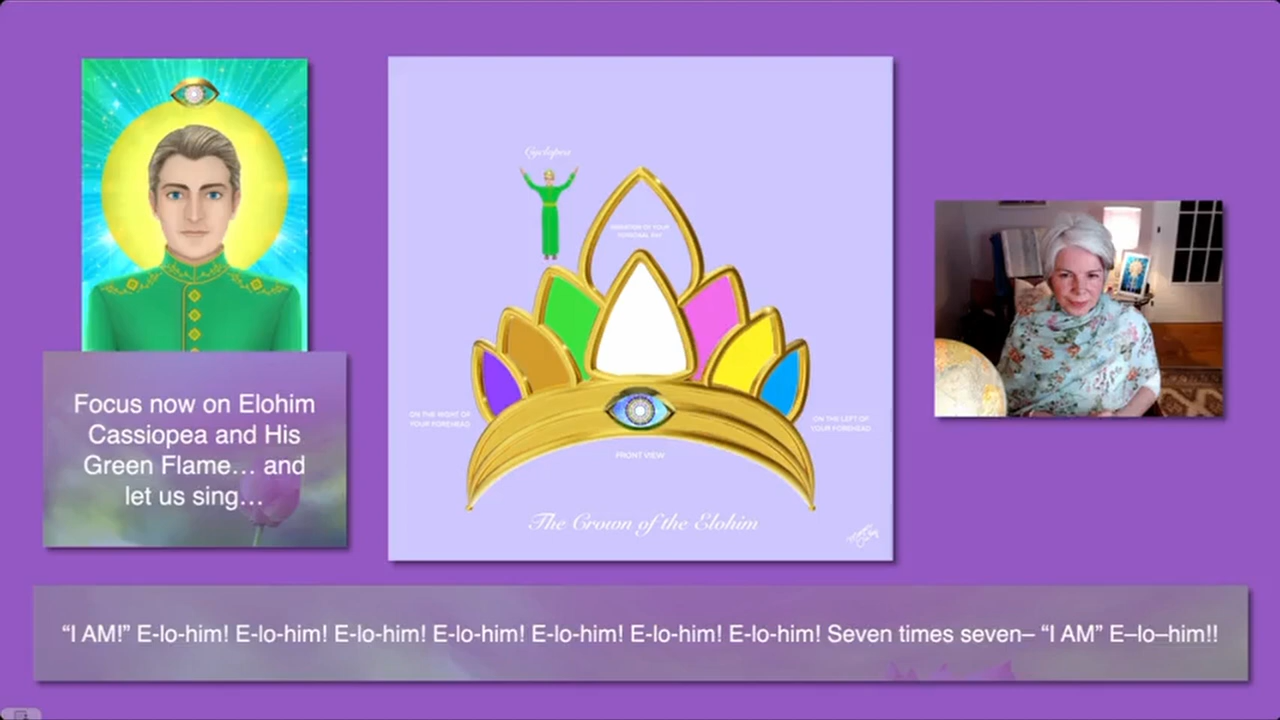 Focus now on Elohim
Cassiopea and His
Green Flame… and
let us sing…
Cyclopea
VARIATION OF YOUR
PERSONAL RAY
ON THE RIGHT OF
YOUR FOREHEAD
ON THE LEFT OF
YOUR FOREHEAD
FRONT VIEW
The Crown of the Elohim
“I AM!” E-lo-him! E-lo-him! E-lo-him! E-lo-him! E-lo-him! E-lo-him! E-lo-him! Seven times seven– “I AM” E–lo–him!!